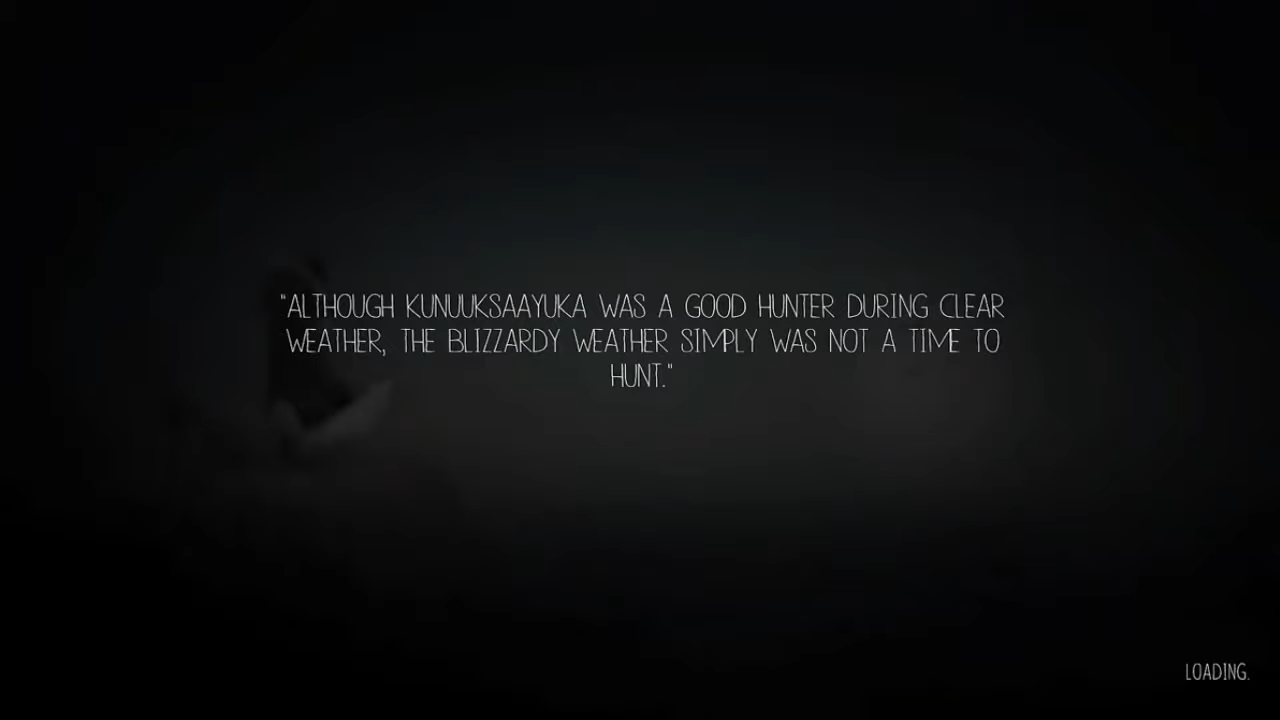 "ALTHOUGH KUNUUKSAAYUKA WAS A GOOD HUNTER DURING CLEAR
WEATHER, THE BLIZZARDY WEATHER SIMPLY WAS NOT A TIME TO
HUNT."
LOADING.